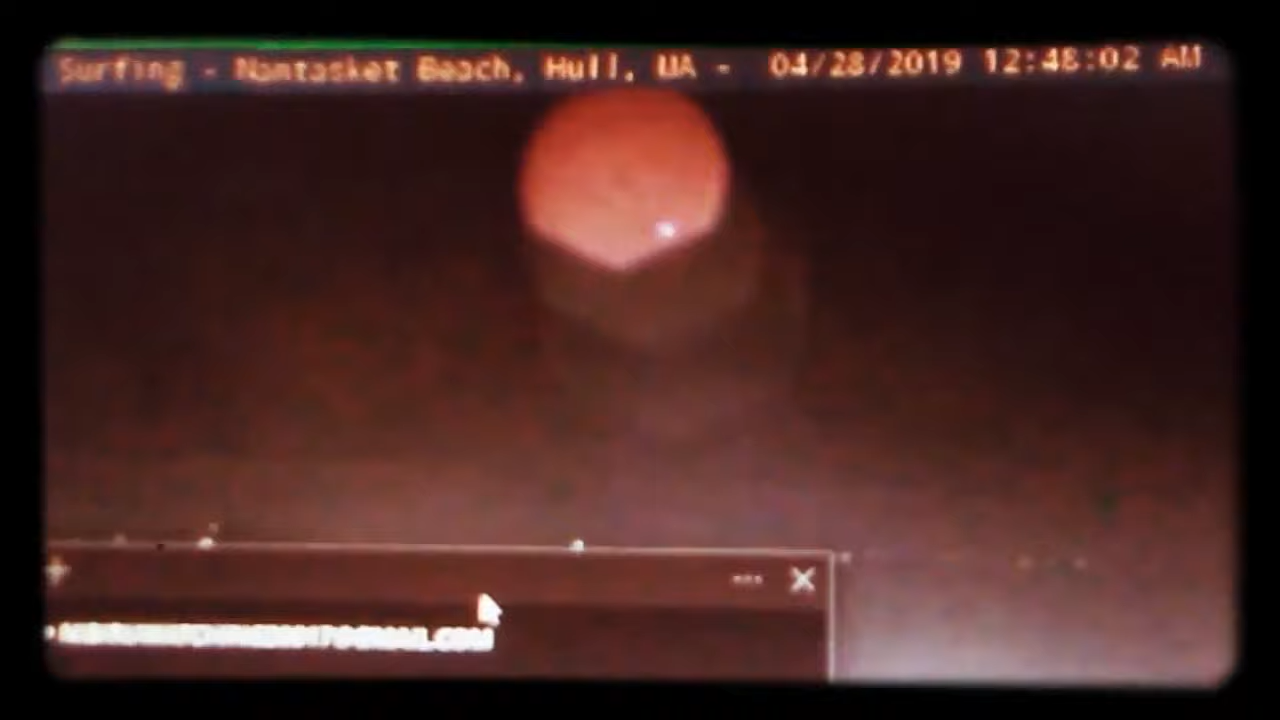 Surfing - Nantasket Beach, Hull, MA - 04/28/2019 12:48:02 AM